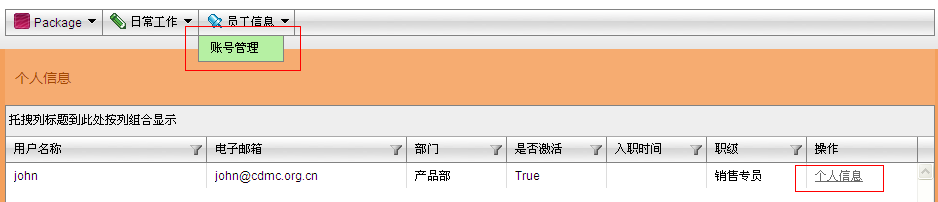 Package 日常工作 员工信息
账号管理
个人信息
托拽列标题到此处按列组合显示
用户名称 电子邮箱 部门 是否激活 入职时间 职级 操作
john john@cdmc.org.cn 产品部 True 销售专员 个人信息